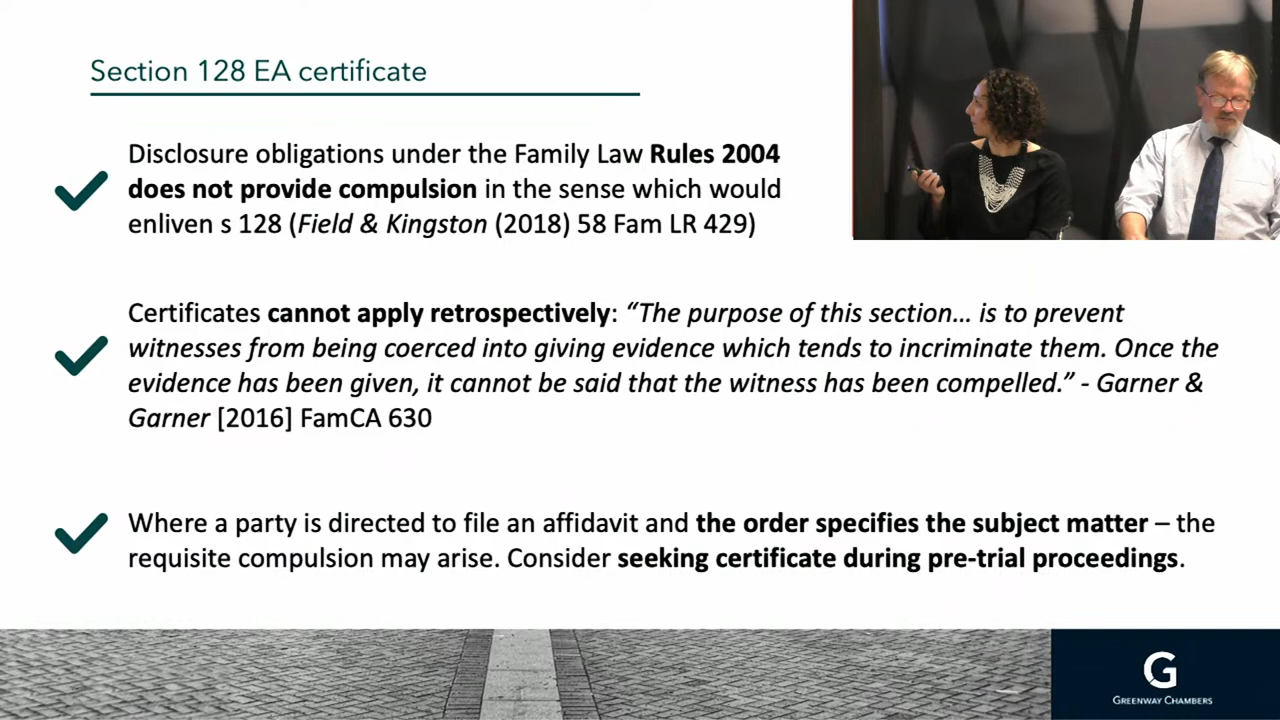 Section 128 EA certificate
Disclosure obligations under the Family Law Rules 2004
does not provide compulsion in the sense which would
enliven s 128 (Field & Kingston (2018) 58 Fam LR 429)
Certificates cannot apply retrospectively: “The purpose of this section... is to prevent
witnesses from being coerced into giving evidence which tends to incriminate them. Once the
evidence has been given, it cannot be said that the witness has been compelled.” - Garner &
Garner [2016] FamCA 630
Where a party is directed to file an affidavit and the order specifies the subject matter – the
requisite compulsion may arise. Consider seeking certificate during pre-trial proceedings.
G
GREENWAY CHAMBERS